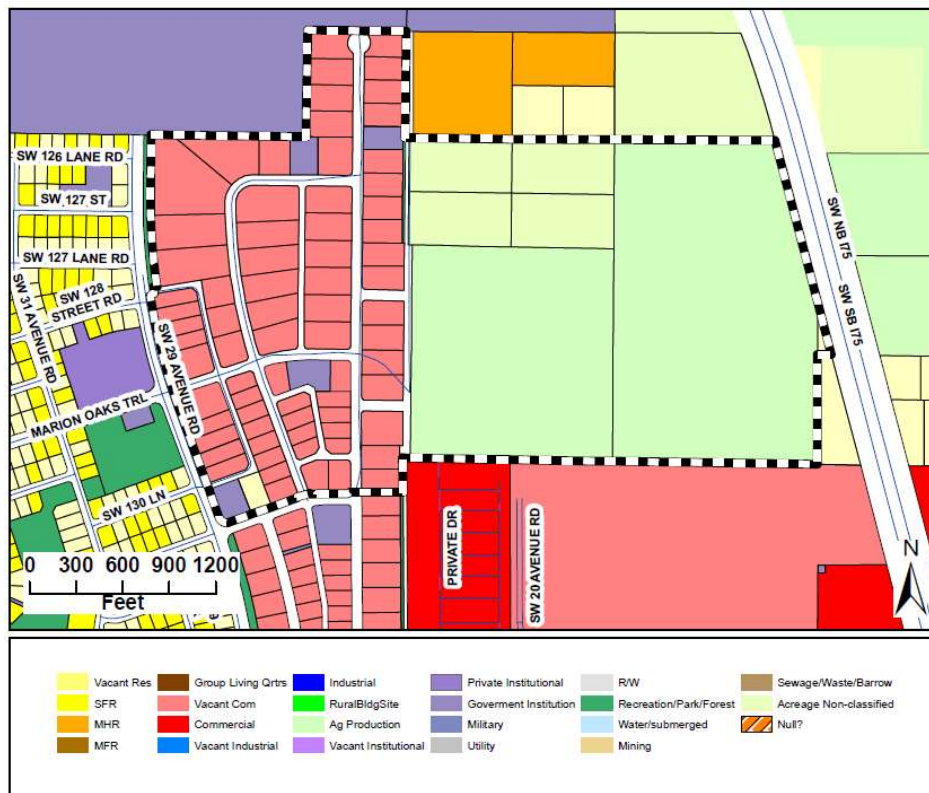 SW 126 LANE RD
SW 127 ST
SW 127 LANE RD
SW 128
STREET RD
SW 31 AVENUE RD
SW 29 AVENUE RD
MARION OAKS TRL
SW 130 LN
SW NB I75
SW SB I75
PRIVATE DR
SW 20 AVENUE RD
0 300 600 900 1200
Feet
N
Vacant Res
SFR
MHR
MFR
Group Living Qrtrs
Vacant Com
Commercial
Vacant Industrial
Industrial
RuralBldgSite
Ag Production
Vacant Institutional
Private Institutional
Goverment Institution
Military
Utility
R/W
Recreation/Park/Forest
Water/submerged
Mining
Sewage/Waste/Barrow
Acreage Non-classified
Null?